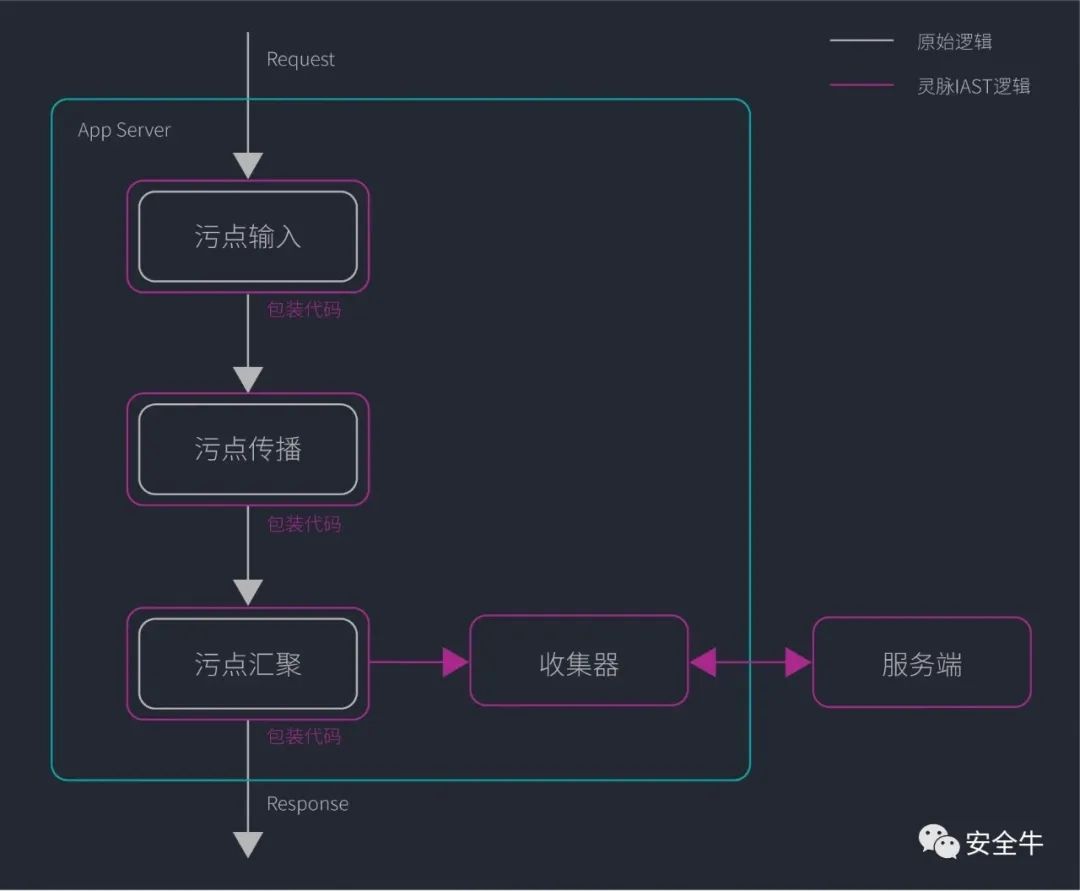 Request
原始逻辑
灵脉IAST逻辑
App Server
污点输入
包装代码
污点传播
包装代码
污点汇聚
收集器
服务端
包装代码
Response
安全牛